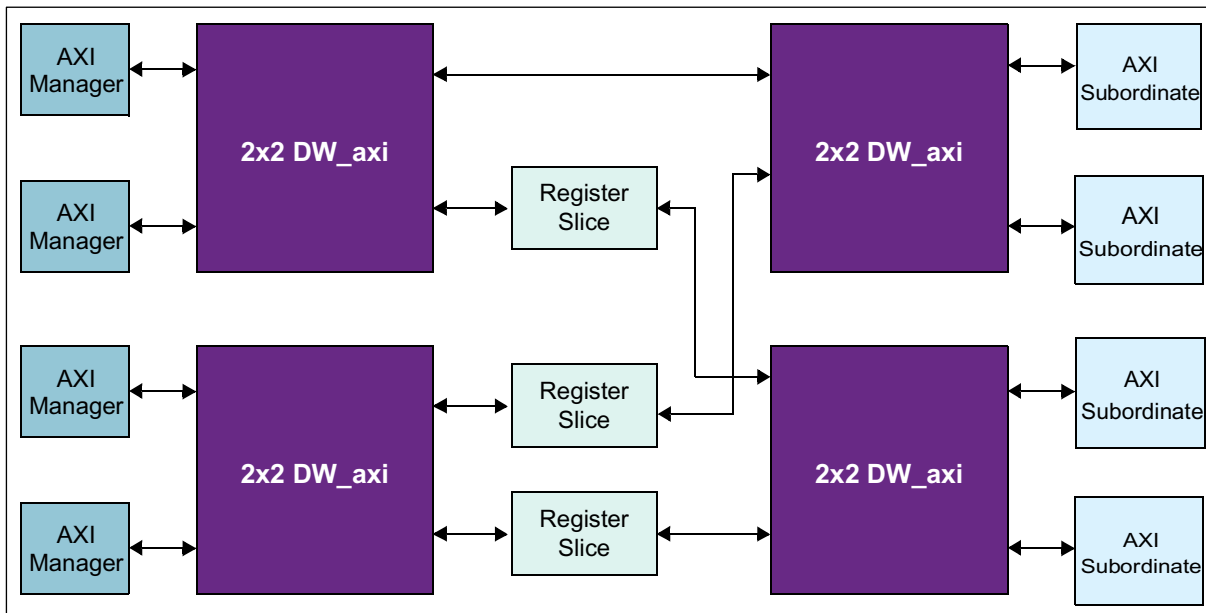 AXI
Manager
2x2 DW_axi
2x2 DW_axi
AXI
Subordinate
AXI
Manager
Register
Slice
AXI
Subordinate
AXI
Manager
2x2 DW_axi
Register
Slice
2x2 DW_axi
AXI
Subordinate
AXI
Manager
Register
Slice
AXI
Subordinate